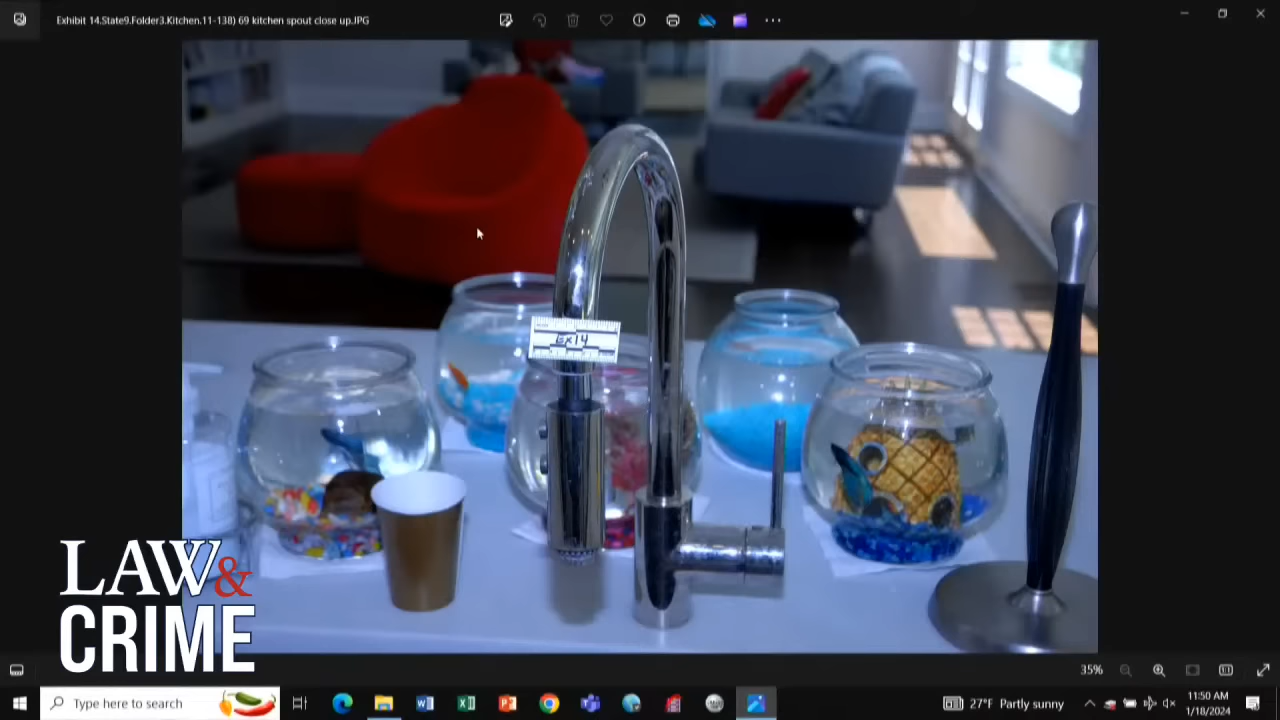 Exhibit 14.State9.Folder3.Kitchen.11-138) 69 kitchen spout close up.JPG
Ex14
LAW&
CRIME
35%
Type here to search
27°F Partly sunny
11:50 AM
1/18/2024